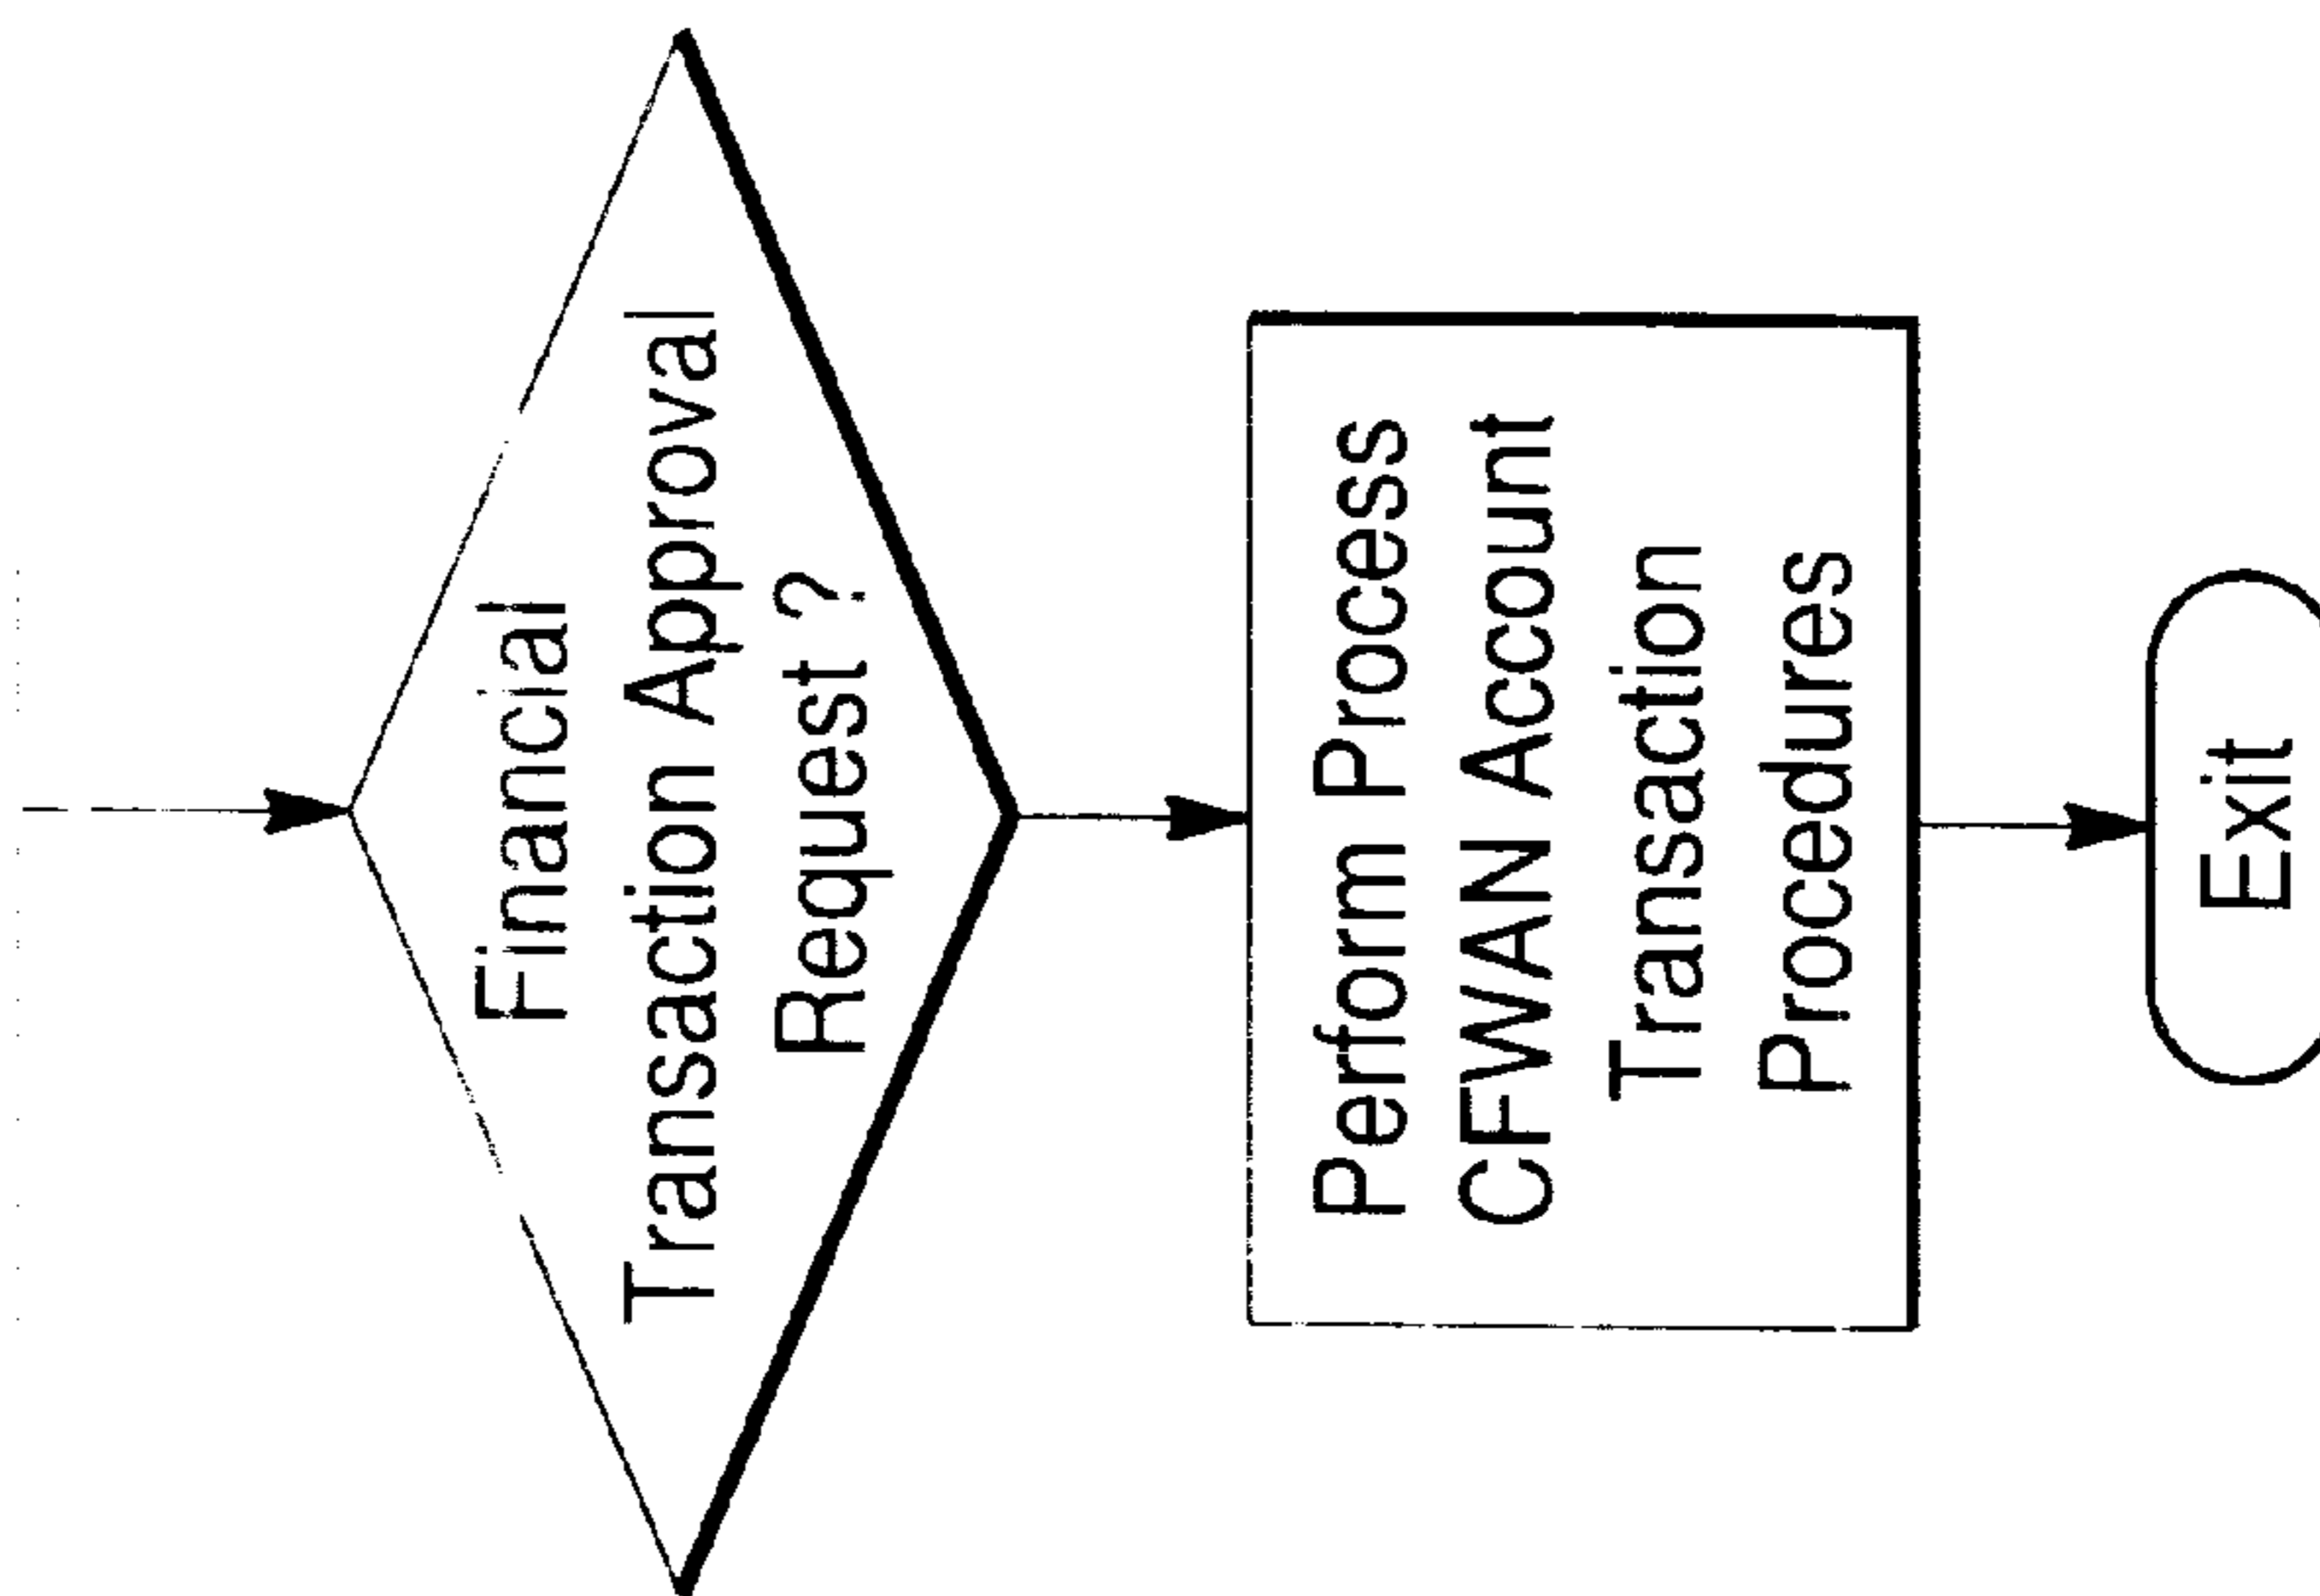 Financial
Transaction Approval
Request ?
Perform Process
CFWAN Account
Transaction
Procedures
Exit